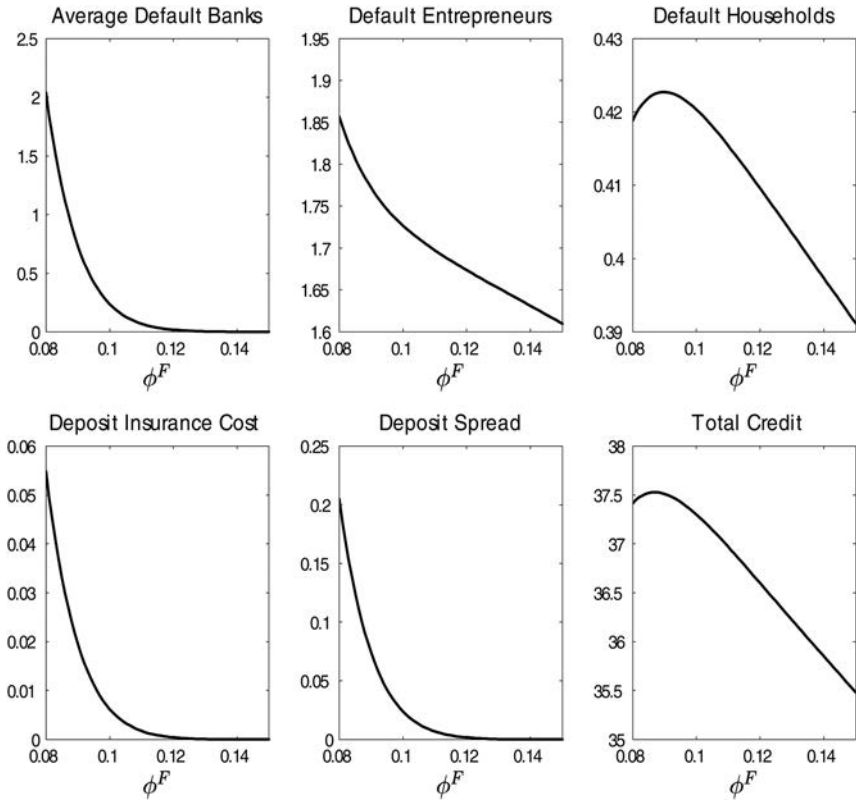 Average Default Banks
2.5
2
1.5
1
0.5
0
0.08 0.1 0.12 0.14
ϕ^F
Default Entrepreneurs
1.95
1.9
1.85
1.8
1.75
1.7
1.65
1.6
0.08 0.1 0.12 0.14
ϕ^F
Default Households
0.43
0.42
0.41
0.4
0.39
0.08 0.1 0.12 0.14
ϕ^F
Deposit Insurance Cost
0.06
0.05
0.04
0.03
0.02
0.01
0
0.08 0.1 0.12 0.14
ϕ^F
Deposit Spread
0.25
0.2
0.15
0.1
0.05
0
0.08 0.1 0.12 0.14
ϕ^F
Total Credit
38
37.5
37
36.5
36
35.5
35
0.08 0.1 0.12 0.14
ϕ^F